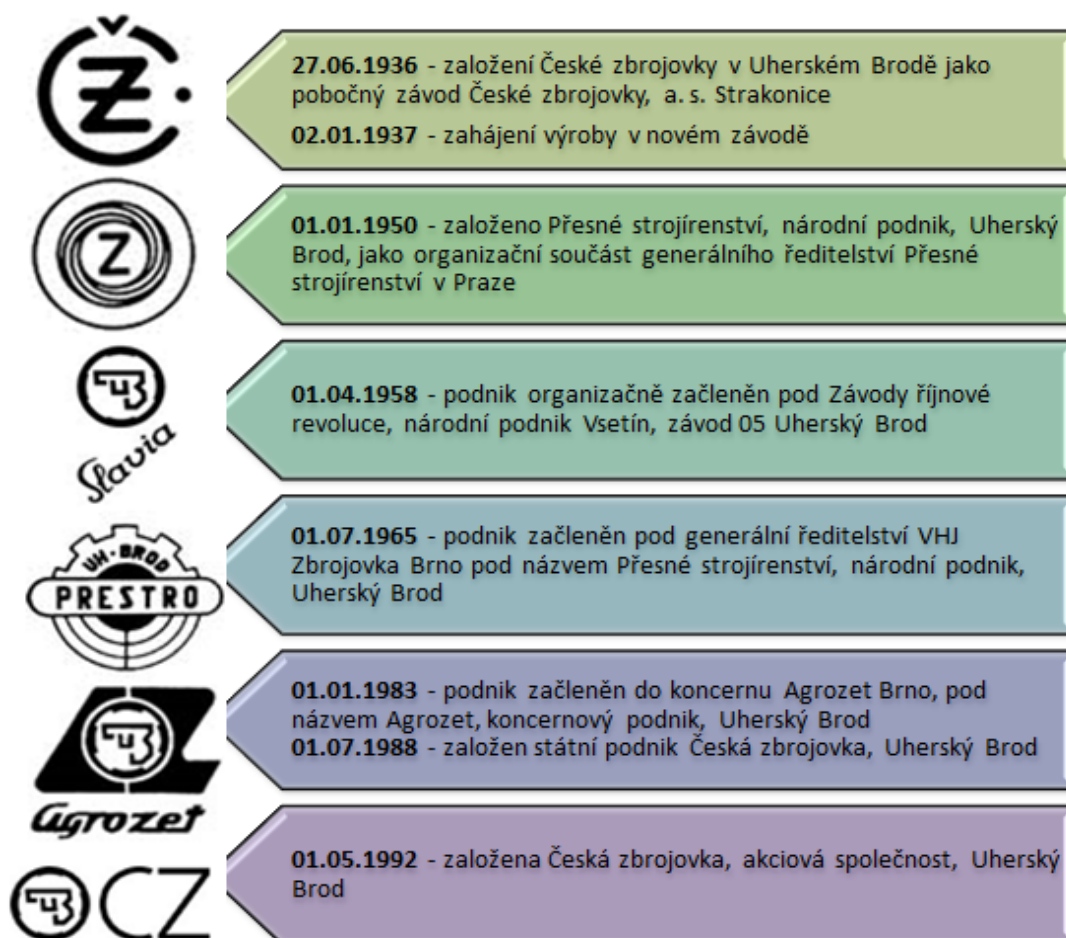 27.06.1936 - založení České zbrojovky v Uherském Brodě jako
pobočný závod České zbrojovky, a. s. Strakonice
02.01.1937 - zahájení výroby v novém závodě
Z
01.01.1950 - založeno Přesné strojírenství, národní podnik, Uherský
Brod, jako organizační součást generálního ředitelství Přesné
strojírenství v Praze
Slavia
01.04.1958 - podnik organizačně začleněn pod Závody říjnové
revoluce, národní podnik Vsetín, závod 05 Uherský Brod
UH·BROD
PRESTRO
01.07.1965 - podnik začleněn pod generální ředitelství VHJ
Zbrojovka Brno pod názvem Přesné strojírenství, národní podnik,
Uherský Brod
Agrozet
01.01.1983 - podnik začleněn do koncernu Agrozet Brno, pod
názvem Agrozet, koncernový podnik, Uherský Brod
01.07.1988 - založen státní podnik Česká zbrojovka, Uherský Brod
CZ
01.05.1992 - založena Česká zbrojovka, akciová společnost, Uherský
Brod